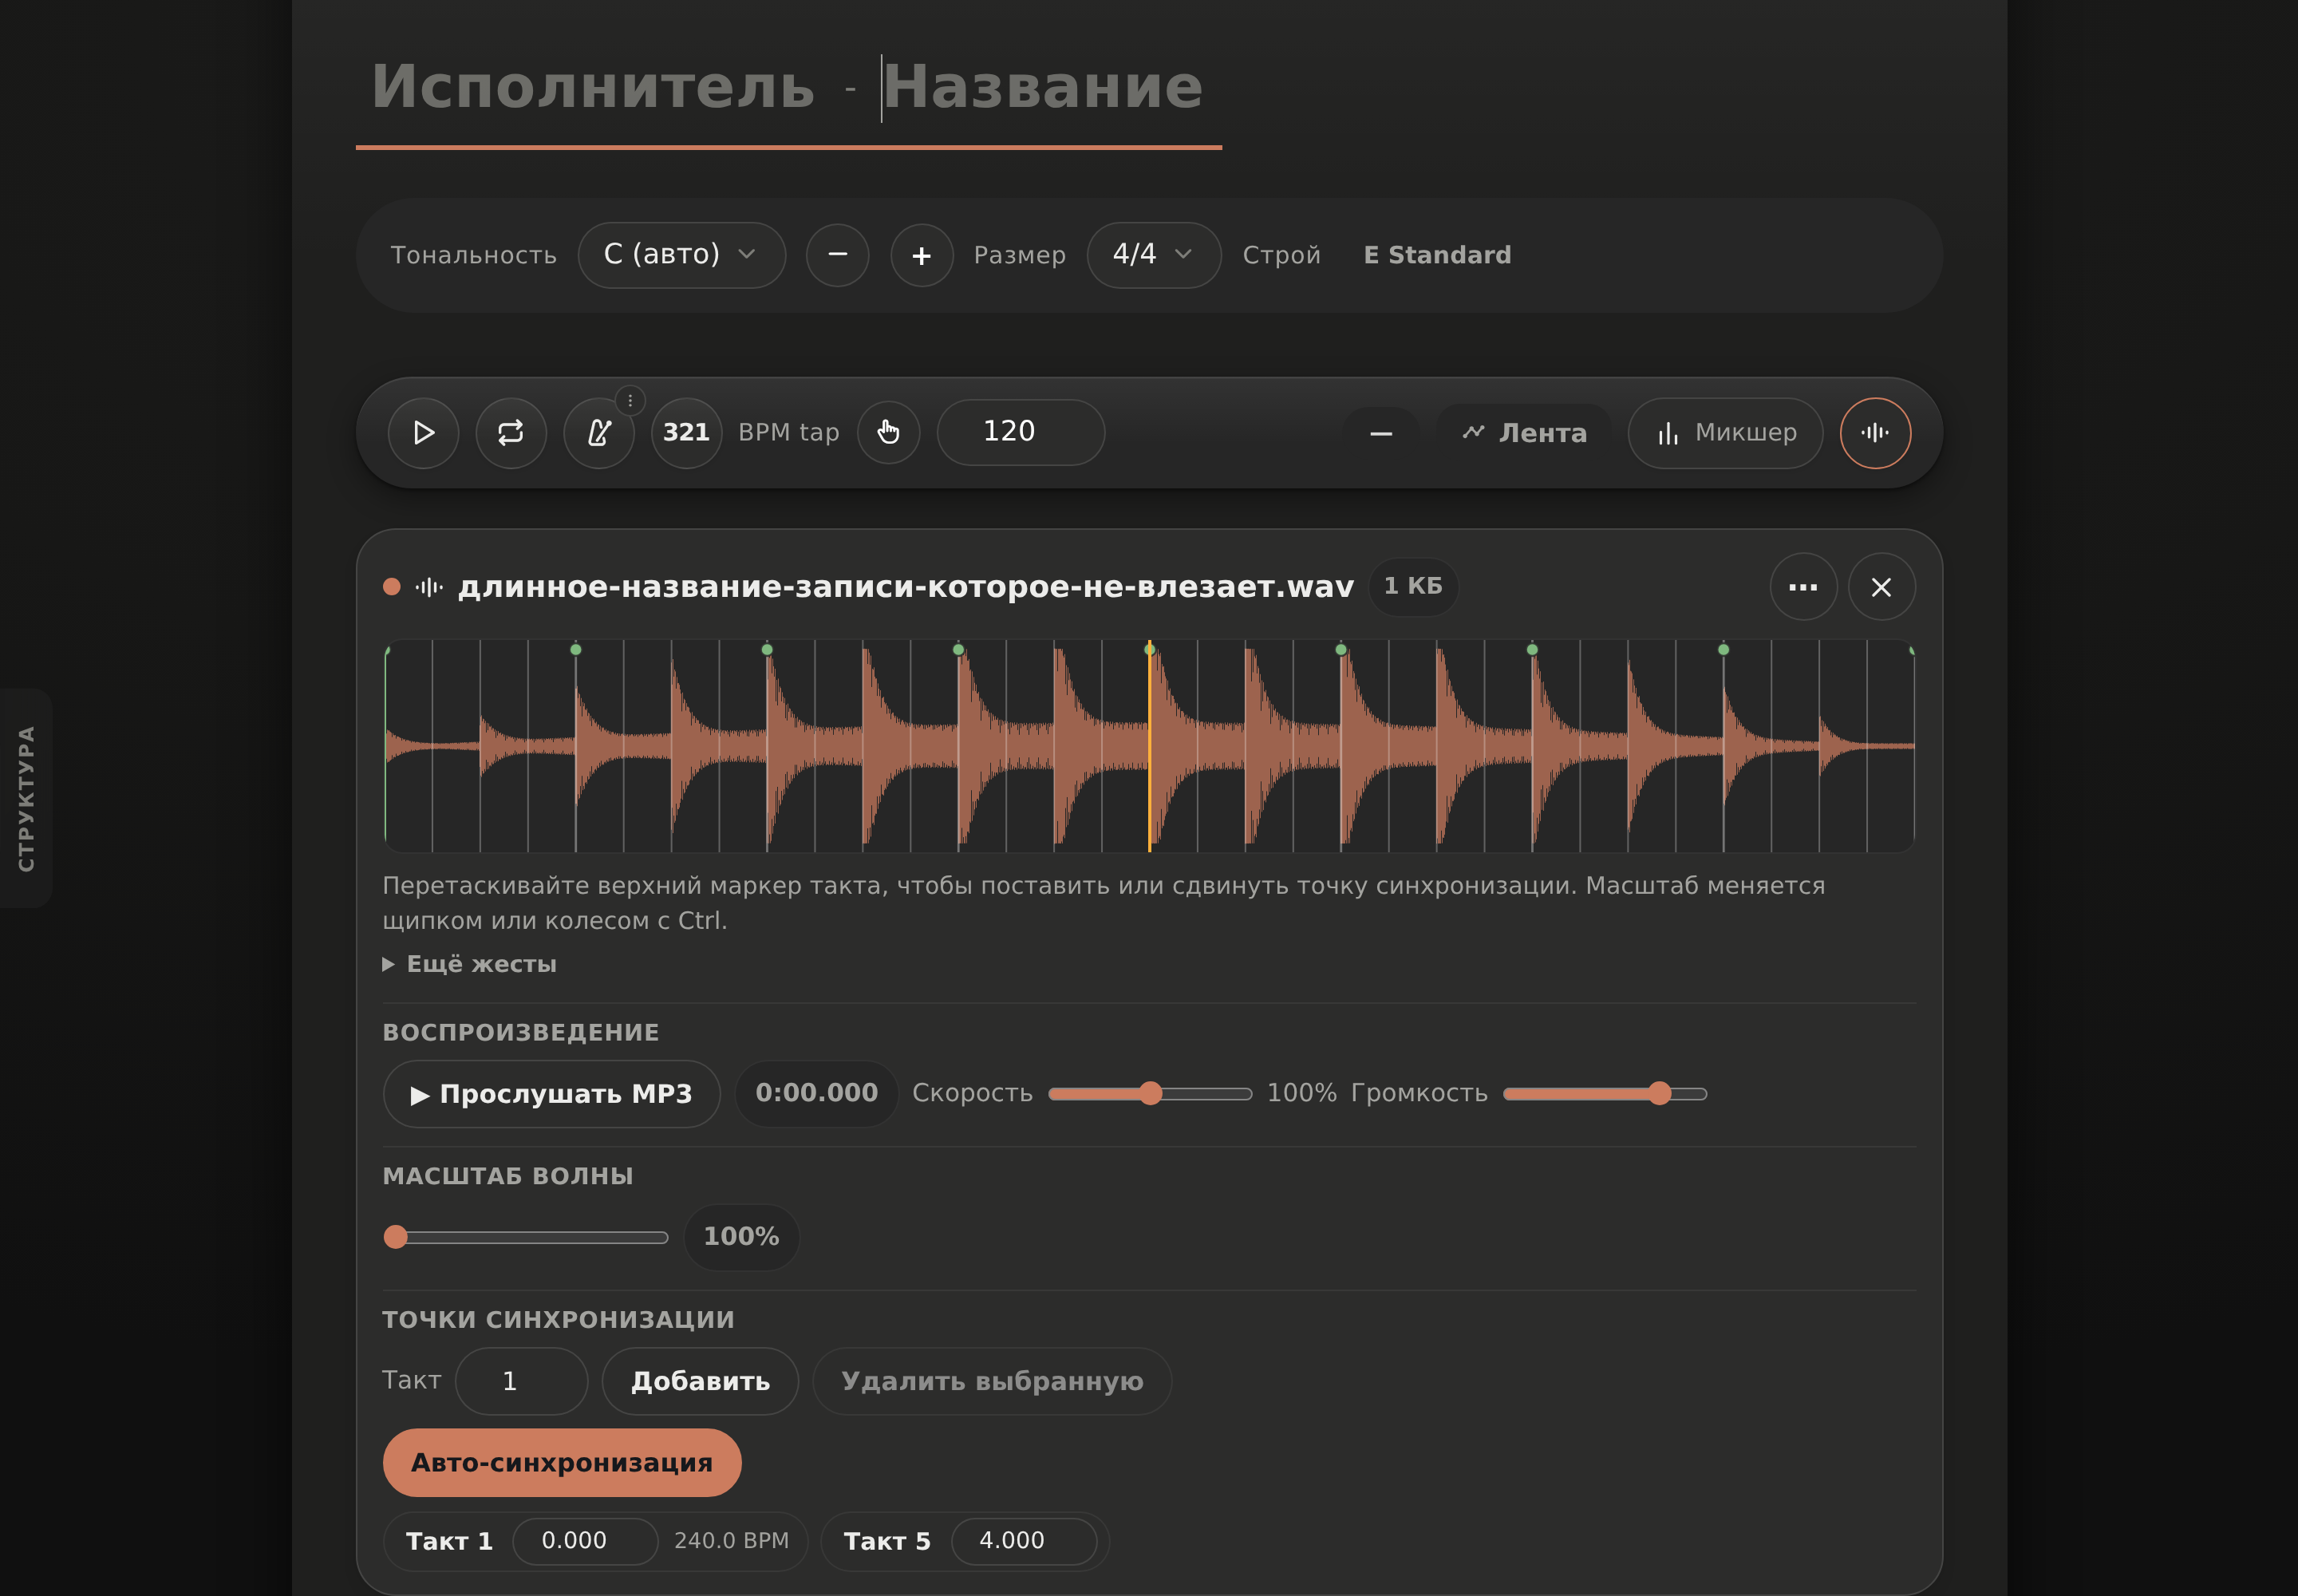 Исполнитель - Название
Тональность C (авто) − + Размер 4/4 Строй E Standard
321 BPM tap 120 — Лента Микшер
длинное-название-записи-которое-не-влезает.wav 1 КБ ⋯ ×
СТРУКТУРА
Перетаскивайте верхний маркер такта, чтобы поставить или сдвинуть точку синхронизации. Масштаб меняется
щипком или колесом с Ctrl.
▶ Ещё жесты
ВОСПРОИЗВЕДЕНИЕ
▶ Прослушать MP3 0:00.000 Скорость 100% Громкость
МАСШТАБ ВОЛНЫ
100%
ТОЧКИ СИНХРОНИЗАЦИИ
Такт 1 Добавить Удалить выбранную
Авто-синхронизация
Такт 1 0.000 240.0 BPM Такт 5 4.000